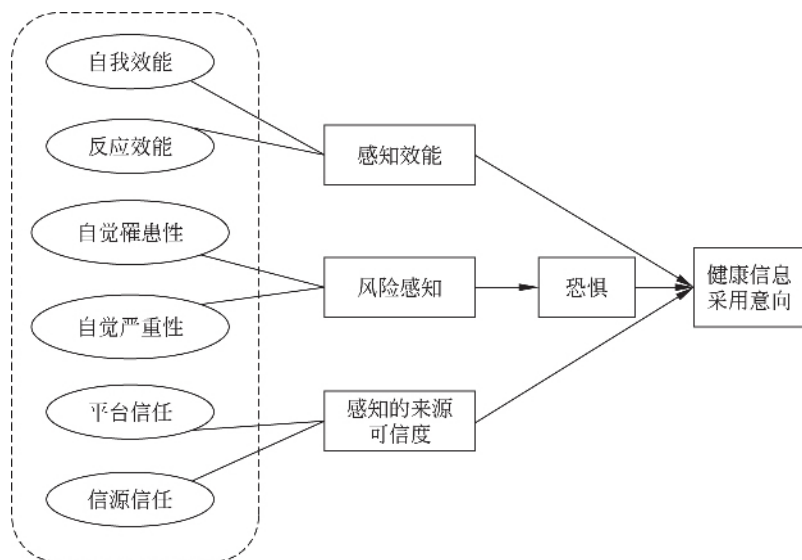 自我效能
反应效能
感知效能
自觉罹患性
自觉严重性
风险感知
恐惧
健康信息
采用意向
平台信任
信源信任
感知的来源
可信度